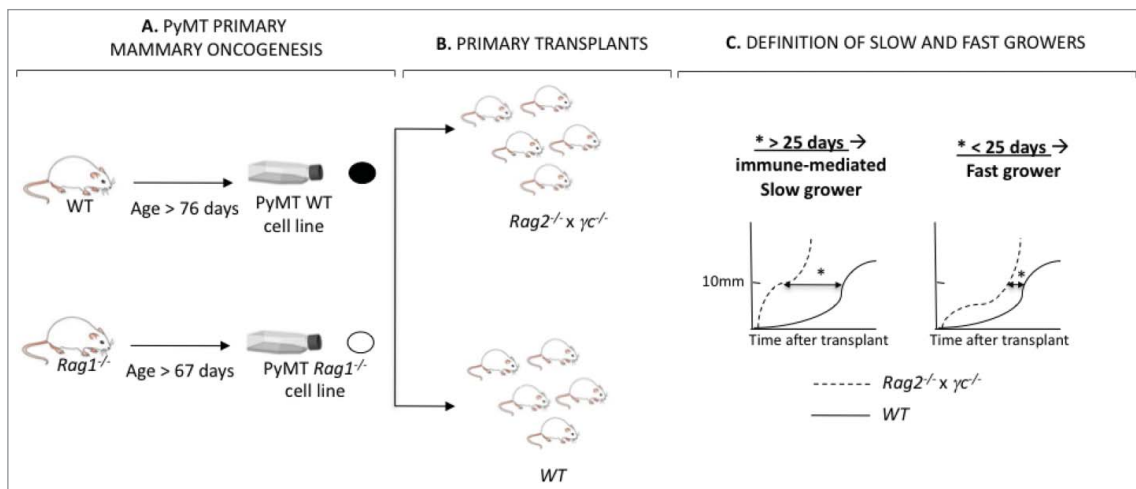 A. PyMT PRIMARY
MAMMARY ONCOGENESIS
WT
Age > 76 days
PyMT WT
cell line
Rag1-/-
Age > 67 days
PyMT Rag1-/-
cell line
B. PRIMARY TRANSPLANTS
Rag2-/- x γc-/-
WT
C. DEFINITION OF SLOW AND FAST GROWERS
* > 25 days →
immune-mediated
Slow grower
* < 25 days →
Fast grower
10mm
*
*
Time after transplant
Time after transplant
Rag2-/- x γc-/-
WT